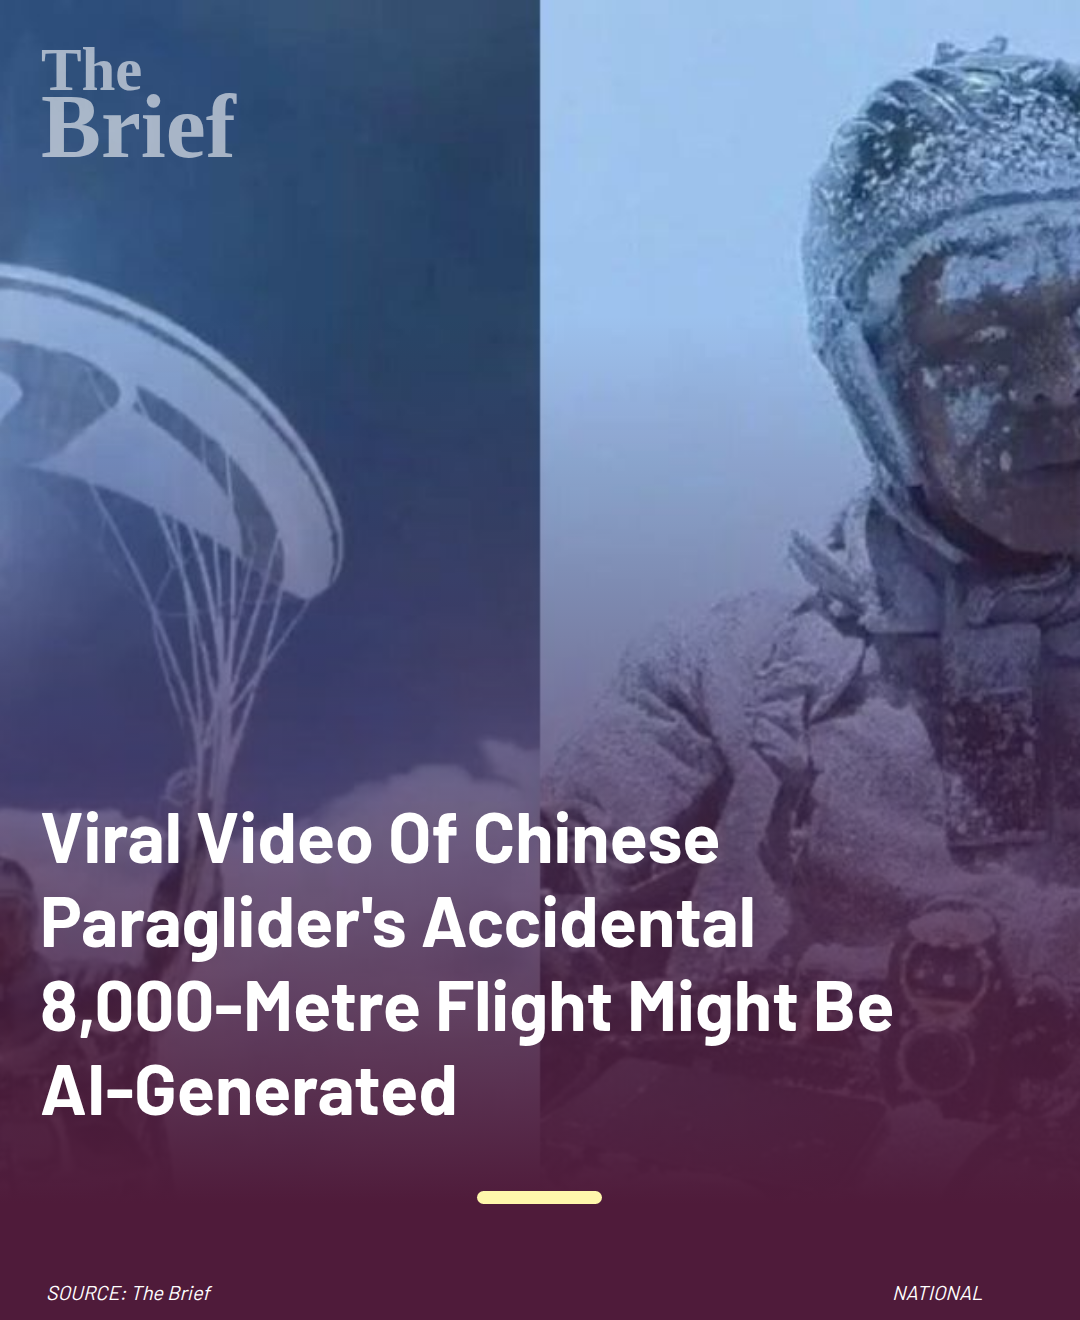 The
Brief
Viral Video Of Chinese
Paraglider's Accidental
8,000-Metre Flight Might Be
AI-Generated
SOURCE: The Brief
NATIONAL